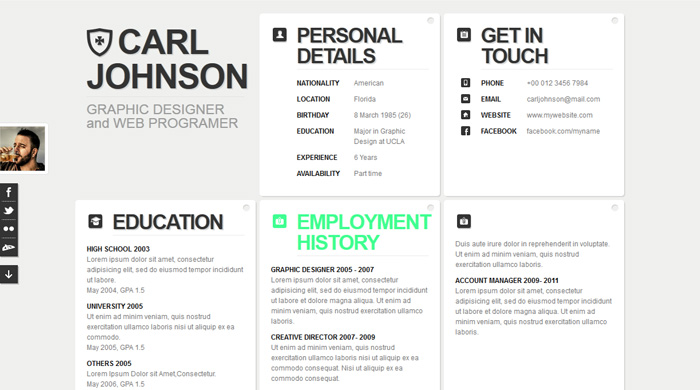 CARL
JOHNSON
GRAPHIC DESIGNER
and WEB PROGRAMER
PERSONAL
DETAILS
NATIONALITY American
LOCATION Florida
BIRTHDAY 8 March 1985 (26)
EDUCATION Major in Graphic
Design at UCLA
EXPERIENCE 6 Years
AVAILABILITY Part time
GET IN
TOUCH
PHONE +00 012 3456 7984
EMAIL carljohnson@mail.com
WEBSITE www.mywebsite.com
FACEBOOK facebook.com/myname
EDUCATION
HIGH SCHOOL 2003
Lorem ipsum dolor sit amet, consectetur
adipisicing elit, sed do eiusmod tempor incididunt
ut labore.
May 2004, GPA 1.5
UNIVERSITY 2005
Ut enim ad minim veniam, quis nostrud
exercitation ullamco laboris nisi ut aliquip ex ea
commodo.
May 2005, GPA 1.5
OTHERS 2005
Lorem Ipsum Dolor sit Amet,Consectetur.
May 2006, GPA 1.5
EMPLOYMENT
HISTORY
GRAPHIC DESIGNER 2005 - 2007
Lorem ipsum dolor sit amet, consectetur
adipisicing elit, sed do eiusmod tempor incididunt
ut labore et dolore magna aliqua. Ut enim ad
minim veniam, quis nostrud exercitation ullamco
laboris.
CREATIVE DIRECTOR 2007- 2009
Ut enim ad minim veniam, quis nostrud
exercitation ullamco laboris nisi ut aliquip ex ea
commodo consequat.
Duis aute irure dolor in reprehenderit in voluptate.
Ut enim ad minim veniam, quis nostrud
exercitation ullamco laboris.
ACCOUNT MANAGER 2009- 2011
Lorem ipsum dolor sit amet, consectetur
adipisicing elit, sed do eiusmod tempor incididunt
ut labore et dolore magna aliqua. Ut enim ad
minim veniam, quis nostrud exercitation ullamco
laboris.